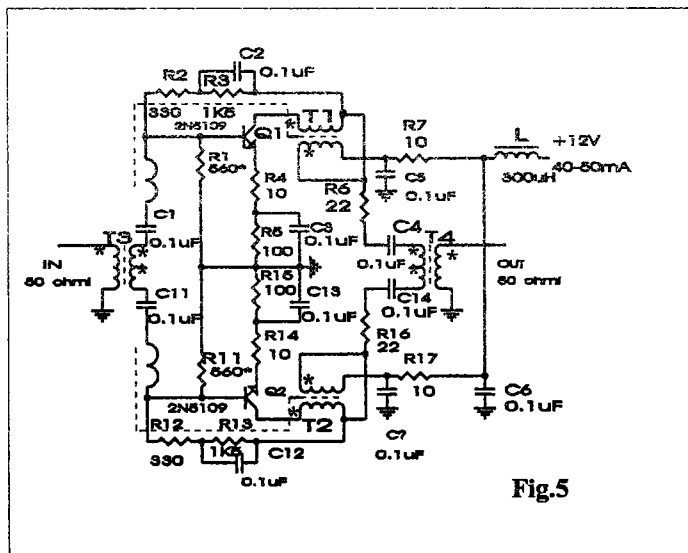 C2
R2 R3 0.1uF
330 1K5 T1
2N5109 Q1
R7
10
L +12V
300uH 40-50mA
R1
560*
R4
10
R6
22
C5
0.1uF
C1
0.1uF
T3
C3
0.1uF
R5
100
C4
0.1uF
T4
IN
50 ohmi
OUT
50 ohmi
C11
0.1uF
R15
100
C13
0.1uF
C14
0.1uF
R14
10
R16
22
R11
560*
Q2
R17
10
2N5109
T2
C6
0.1uF
R12 R13
330 1K5 C12
0.1uF
C7
0.1uF
Fig.5